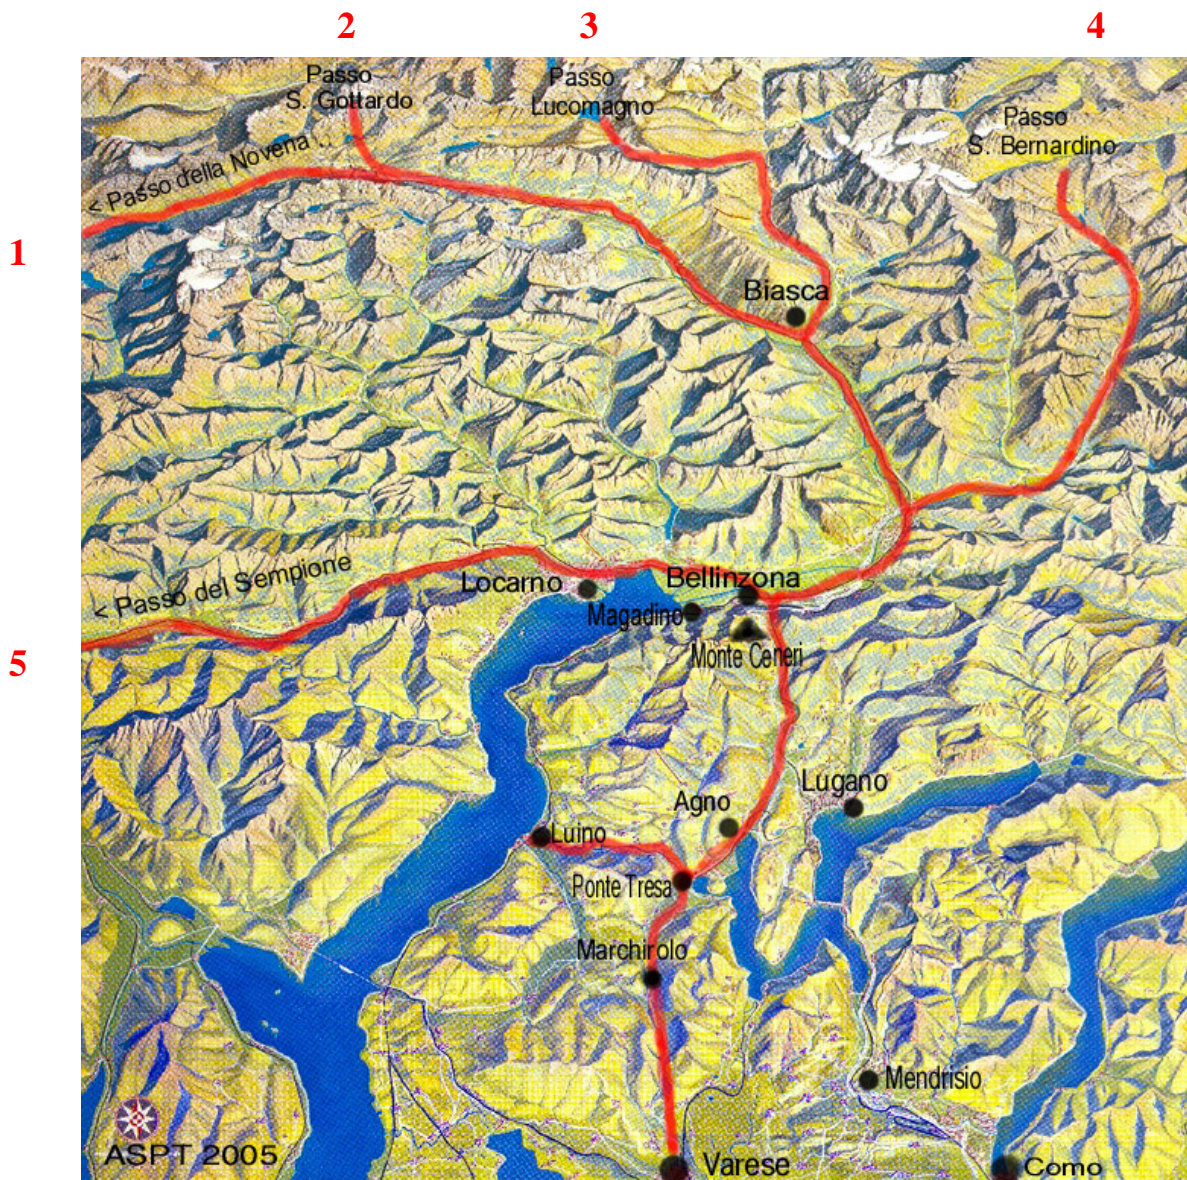 2
3
4
Passo
S. Gottardo
Passo
Lucomagno
Passo
S. Bernardino
< Passo della Novena
1
Biasca
< Passo del Sempione
Locarno
Bellinzona
Magadino
Monte Ceneri
5
Lugano
Agno
Luino
Ponte Tresa
Marchirolo
Mendrisio
ASPT 2005
Varese
Como